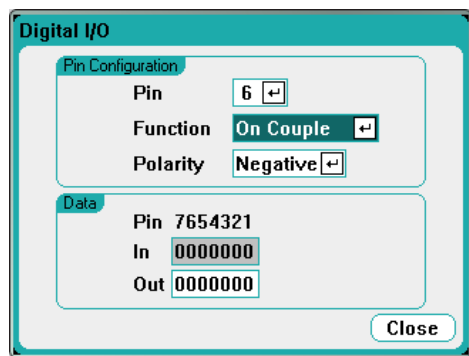 Digital I/O
Pin Configuration
Pin 6
Function On Couple
Polarity Negative
Data
Pin 7654321
In 0000000
Out 0000000
Close